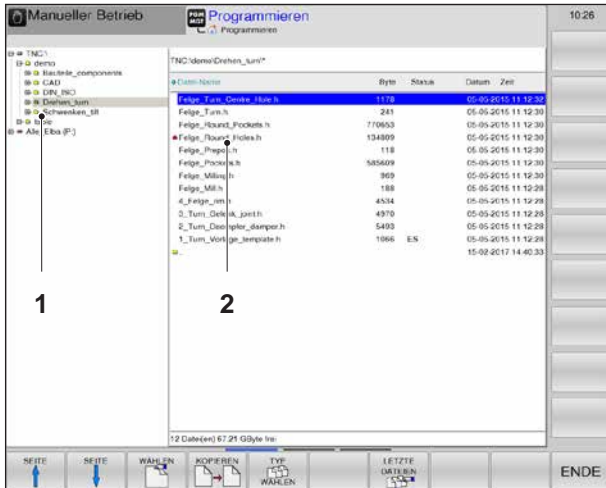 Manueller Betrieb
PGM
MGT
Programmieren
Programmieren
10:26
TNC:\
demo
Bauteile_components
CAD
DIN_ISO
Drehen_turn
Schwenken_tilt
TNC:\demo\Drehen_turn\*
Datei-Name Byte Status Datum Zeit
Felge_Turn_Centre_Hole.h 1170 05-05-2015 11:12:32
Felge_Turn.h 241 05-05-2015 11:12:30
Felge_Round_Pockets.h 770653 05-05-2015 11:12:30
Felge_Round_Holes.h 134809 05-05-2015 11:12:30
118 05-05-2015 11:12:30
Felge_Pockets.h 585609 05-05-2015 11:12:30
Felge_Milling.h 969 05-05-2015 11:12:30
Felge_Mill.h 188 05-05-2015 11:12:28
4_Felge_rim.h 4534 05-05-2015 11:12:28
3_Turn_Gelenk_joint.h 4970 05-05-2015 11:12:28
damper.h 5493 05-05-2015 11:12:28
1_Turn_Vorlage_template.h 1066 ES 05-05-2015 11:12:28
15-02-2017 14:40:33
1
2
12 Datei(en) 67.21 GByte frei
SEITE
SEITE
WÄHLEN
KOPIEREN
TYP
WÄHLEN
LETZTE
DATEIEN
ENDE